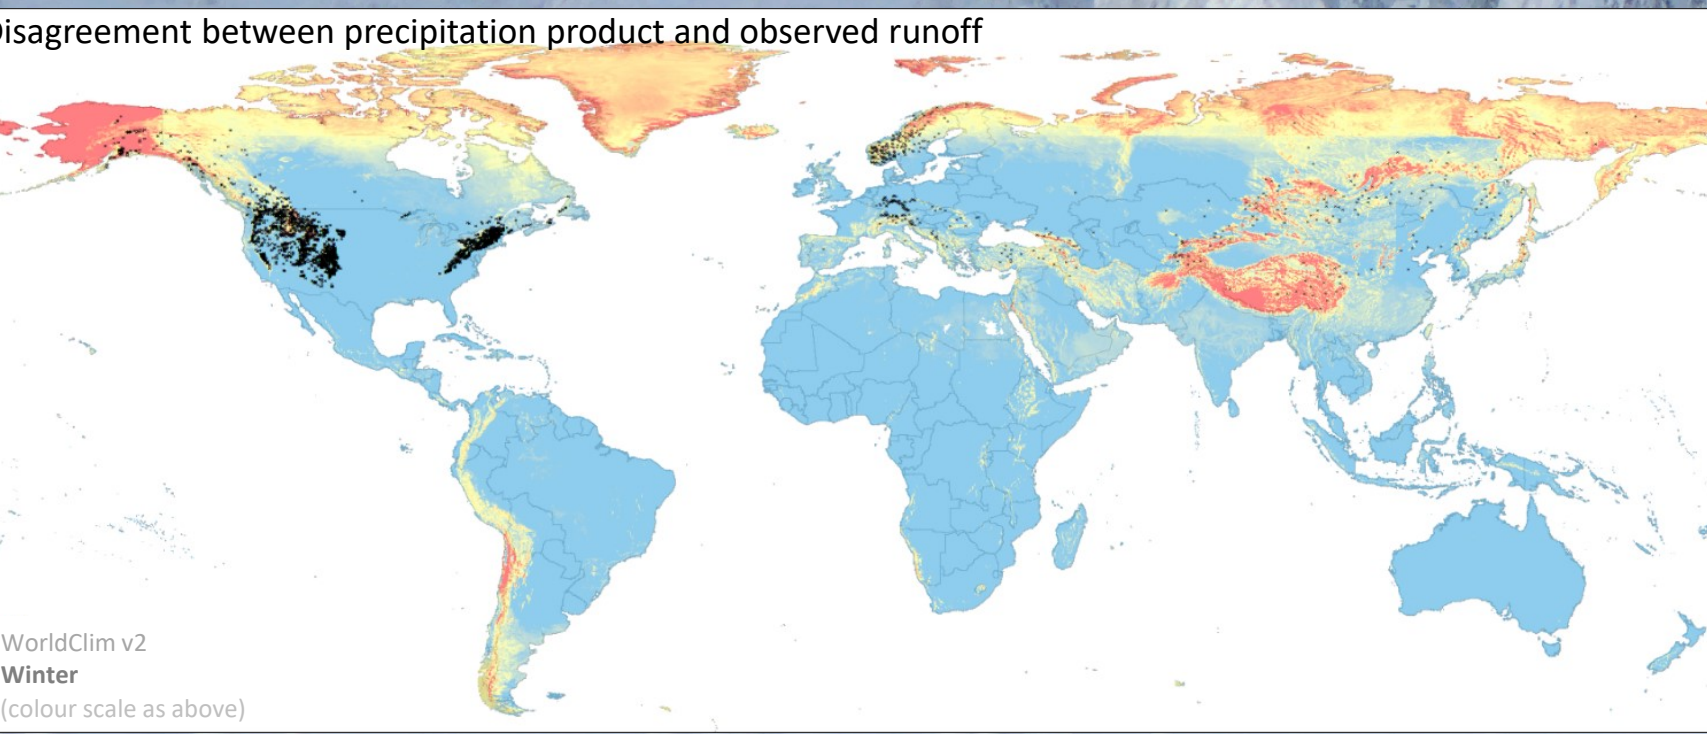 isagreement between precipitation product and observed runoff
WorldClim v2
Winter
(colour scale as above)